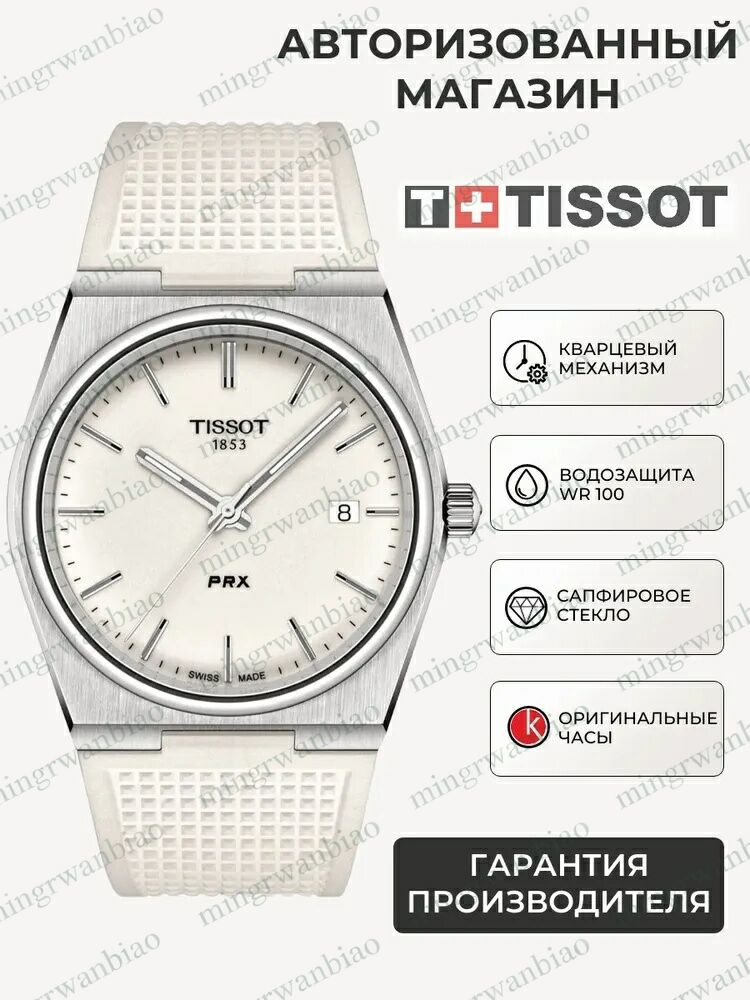 АВТОРИЗОВАННЫЙ
МАГАЗИН
T+TISSOT
КВАРЦЕВЫЙ
МЕХАНИЗМ
TISSOT
1853
8
ВОДОЗАЩИТА
WR 100
PRX
САПФИРОВОЕ
СТЕКЛО
SWISS MADE
k
ОРИГИНАЛЬНЫЕ
ЧАСЫ
ГАРАНТИЯ
ПРОИЗВОДИТЕЛЯ
mingrwanbiao